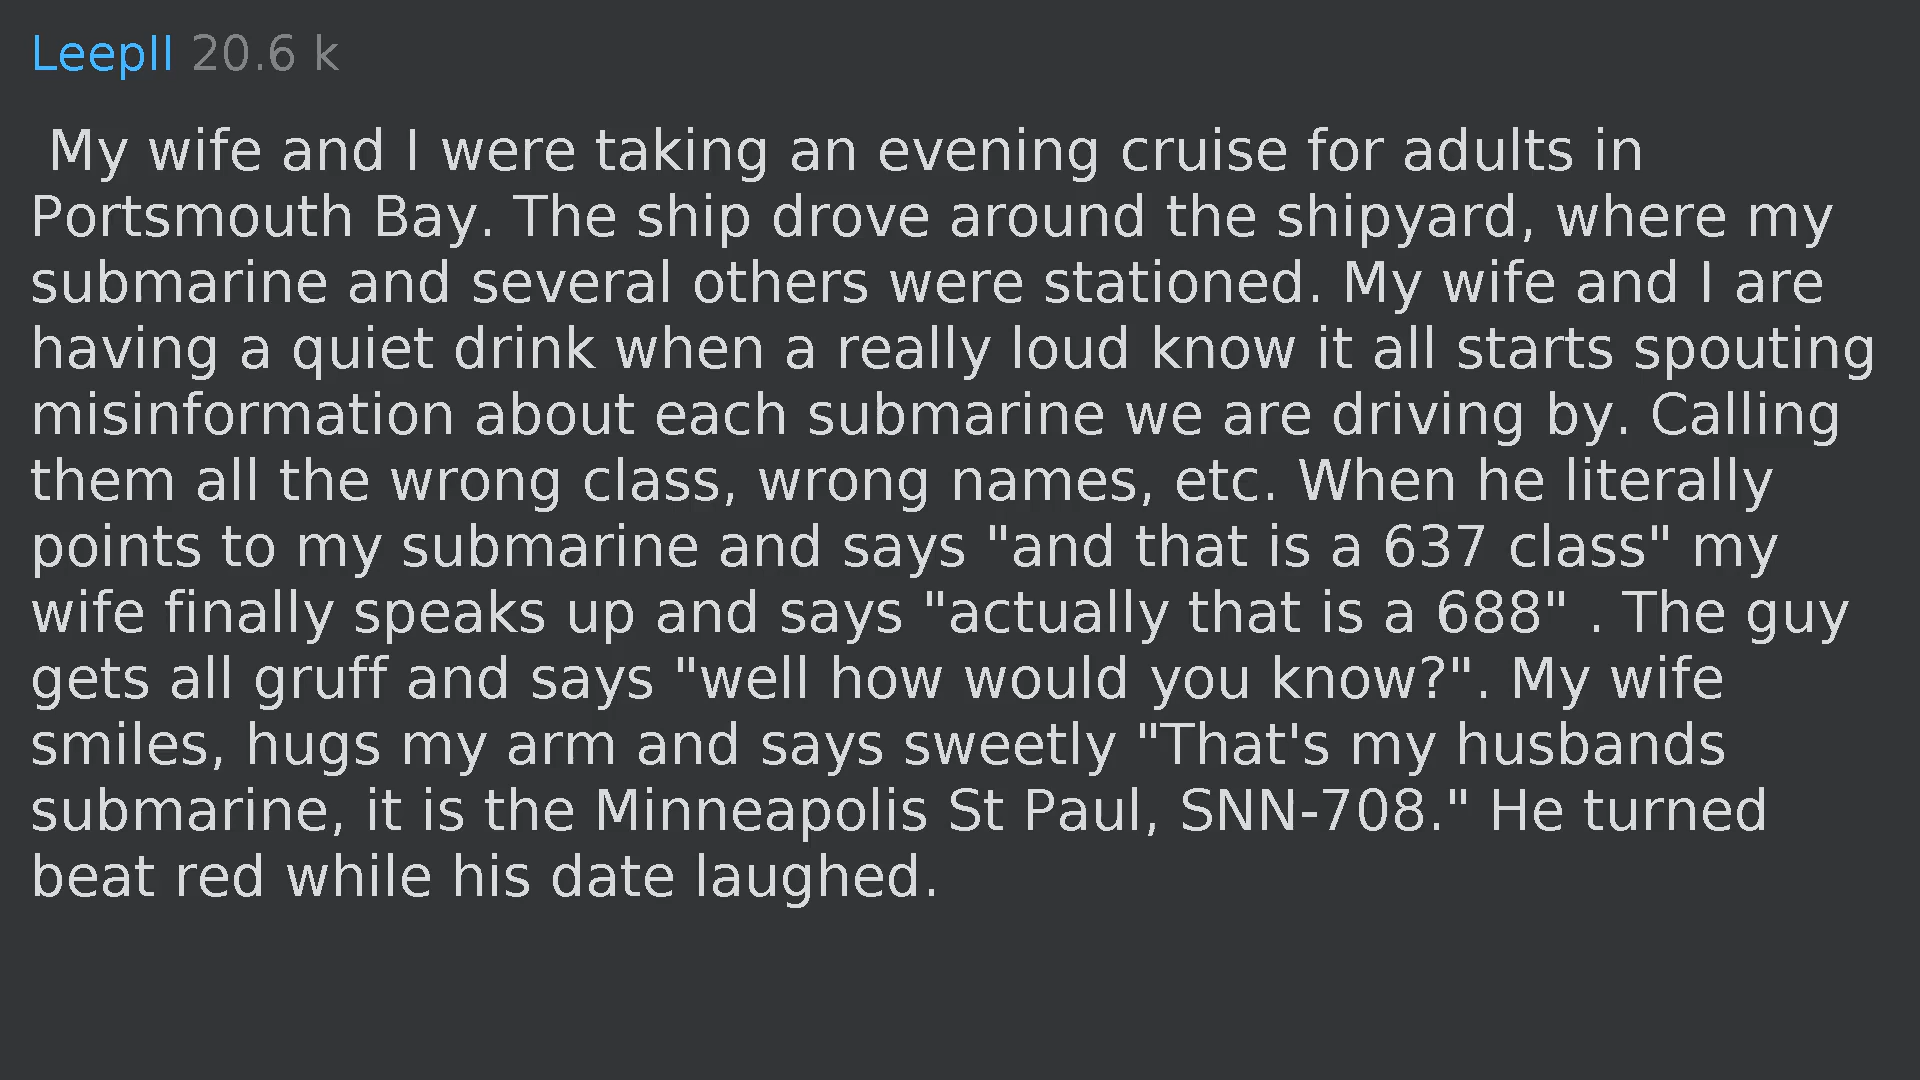 Leepll 20.6 k
My wife and I were taking an evening cruise for adults in
Portsmouth Bay. The ship drove around the shipyard, where my
submarine and several others were stationed. My wife and I are
having a quiet drink when a really loud know it all starts spouting
misinformation about each submarine we are driving by. Calling
them all the wrong class, wrong names, etc. When he literally
points to my submarine and says "and that is a 637 class" my
wife finally speaks up and says "actually that is a 688" . The guy
gets all gruff and says "well how would you know?". My wife
smiles, hugs my arm and says sweetly "That's my husbands
submarine, it is the Minneapolis St Paul, SNN-708." He turned
beat red while his date laughed.